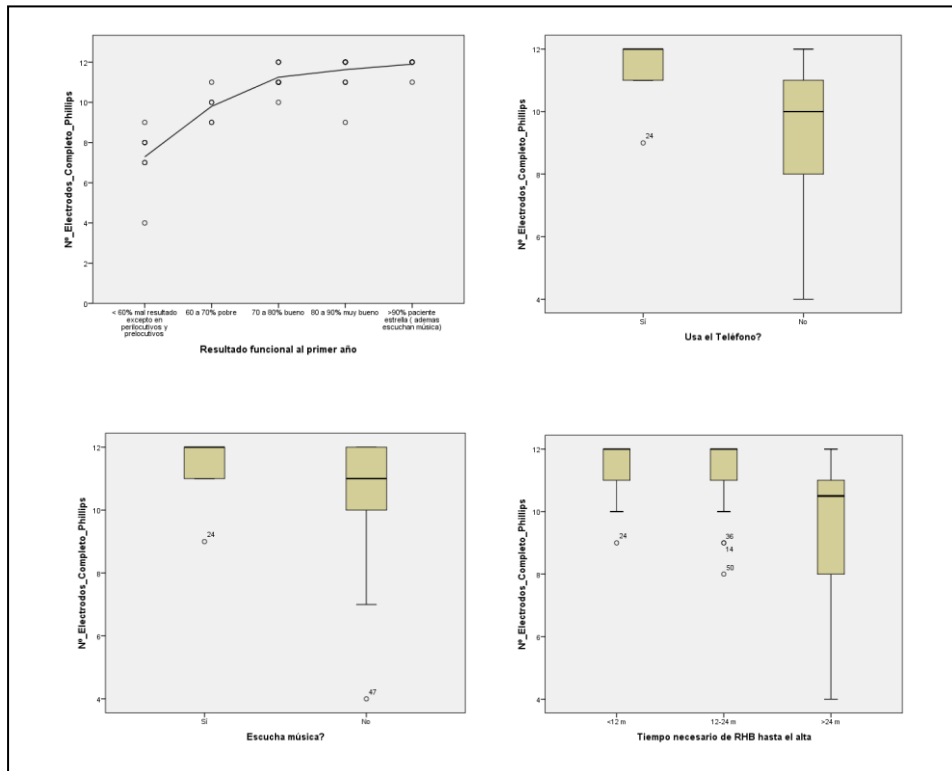 Nº_Electrodos_Completo_Phillips
12
10
8
6
4
2
0
< 60% mal resultado
excepto en
perilocutivos y
prelocutivos
60 a 70% pobre
70 a 80% bueno
80 a 90% muy bueno
>90% paciente
estrella ( ademas
escuchan música)
Resultado funcional al primer año
Nº_Electrodos_Completo_Phillips
12
10
8
6
4
24
Sí
No
Usa el Teléfono?
Nº_Electrodos_Completo_Phillips
12
10
8
6
4
24
47
Sí
No
Escucha música?
Nº_Electrodos_Completo_Phillips
12
10
8
6
4
24
36
14
50
<12 m
12-24 m
>24 m
Tiempo necesario de RHB hasta el alta